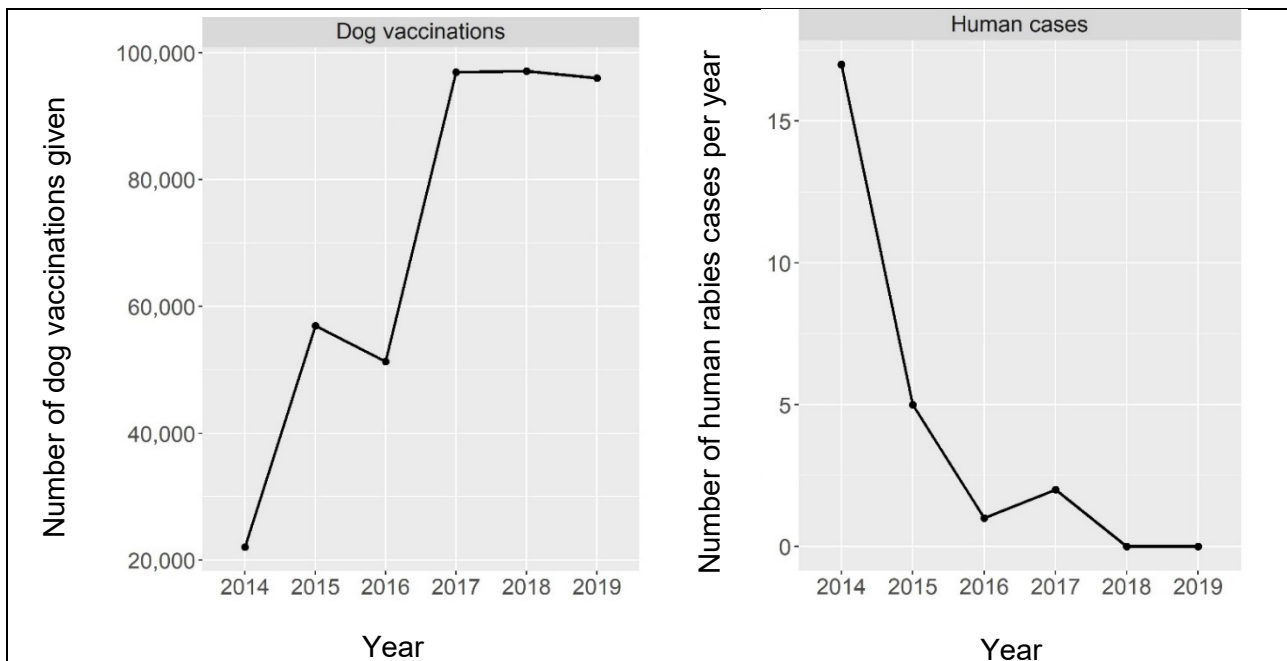 Dog vaccinations
Number of dog vaccinations given
100,000
80,000
60,000
40,000
20,000
2014 2015 2016 2017 2018 2019
Year
Human cases
Number of human rabies cases per year
15
10
5
0
2014 2015 2016 2017 2018 2019
Year